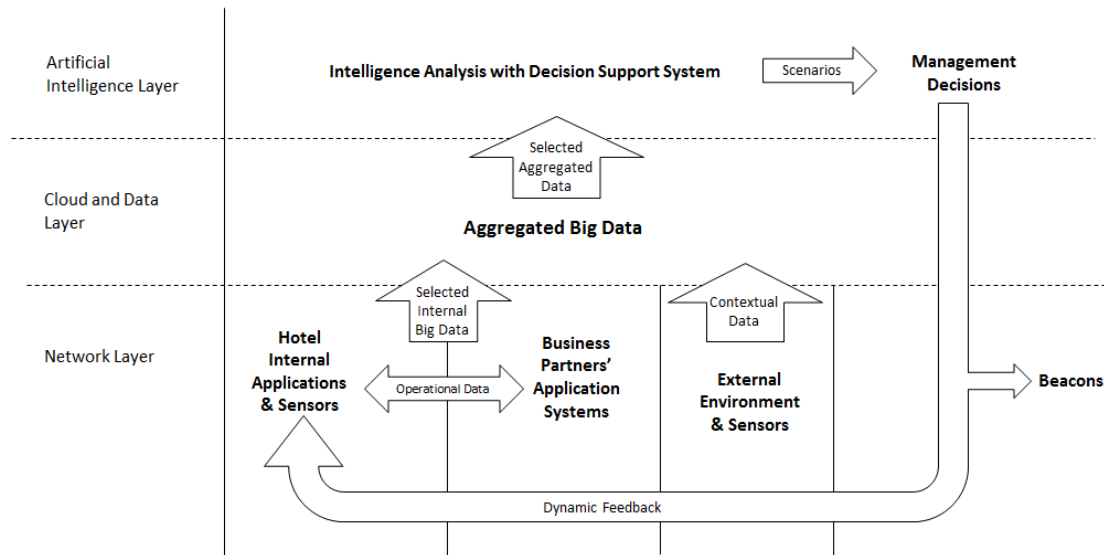 Artificial
Intelligence Layer
Intelligence Analysis with Decision Support System
Scenarios
Management
Decisions
Selected
Aggregated
Data
Cloud and Data
Layer
Aggregated Big Data
Selected
Internal
Big Data
Contextual
Data
Network Layer
Hotel
Internal
Applications
& Sensors
Operational Data
Business
Partners’
Application
Systems
External
Environment
& Sensors
Beacons
Dynamic Feedback